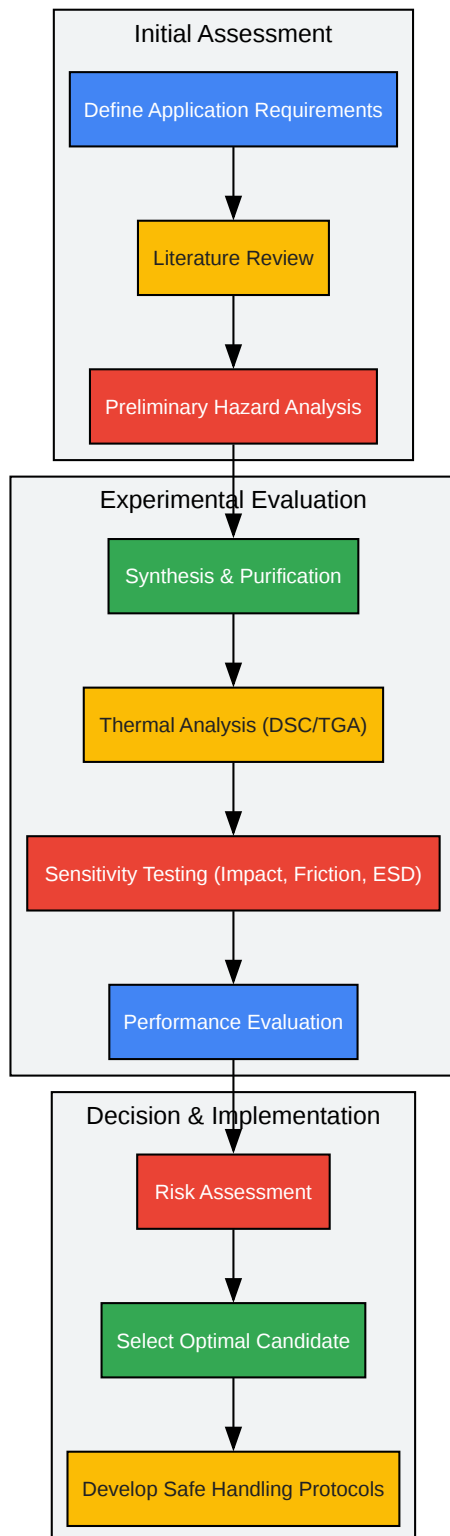 Initial Assessment
Define Application Requirements
Literature Review
Preliminary Hazard Analysis
Experimental Evaluation
Synthesis & Purification
Thermal Analysis (DSC/TGA)
Sensitivity Testing (Impact, Friction, ESD)
Performance Evaluation
Decision & Implementation
Risk Assessment
Select Optimal Candidate
Develop Safe Handling Protocols